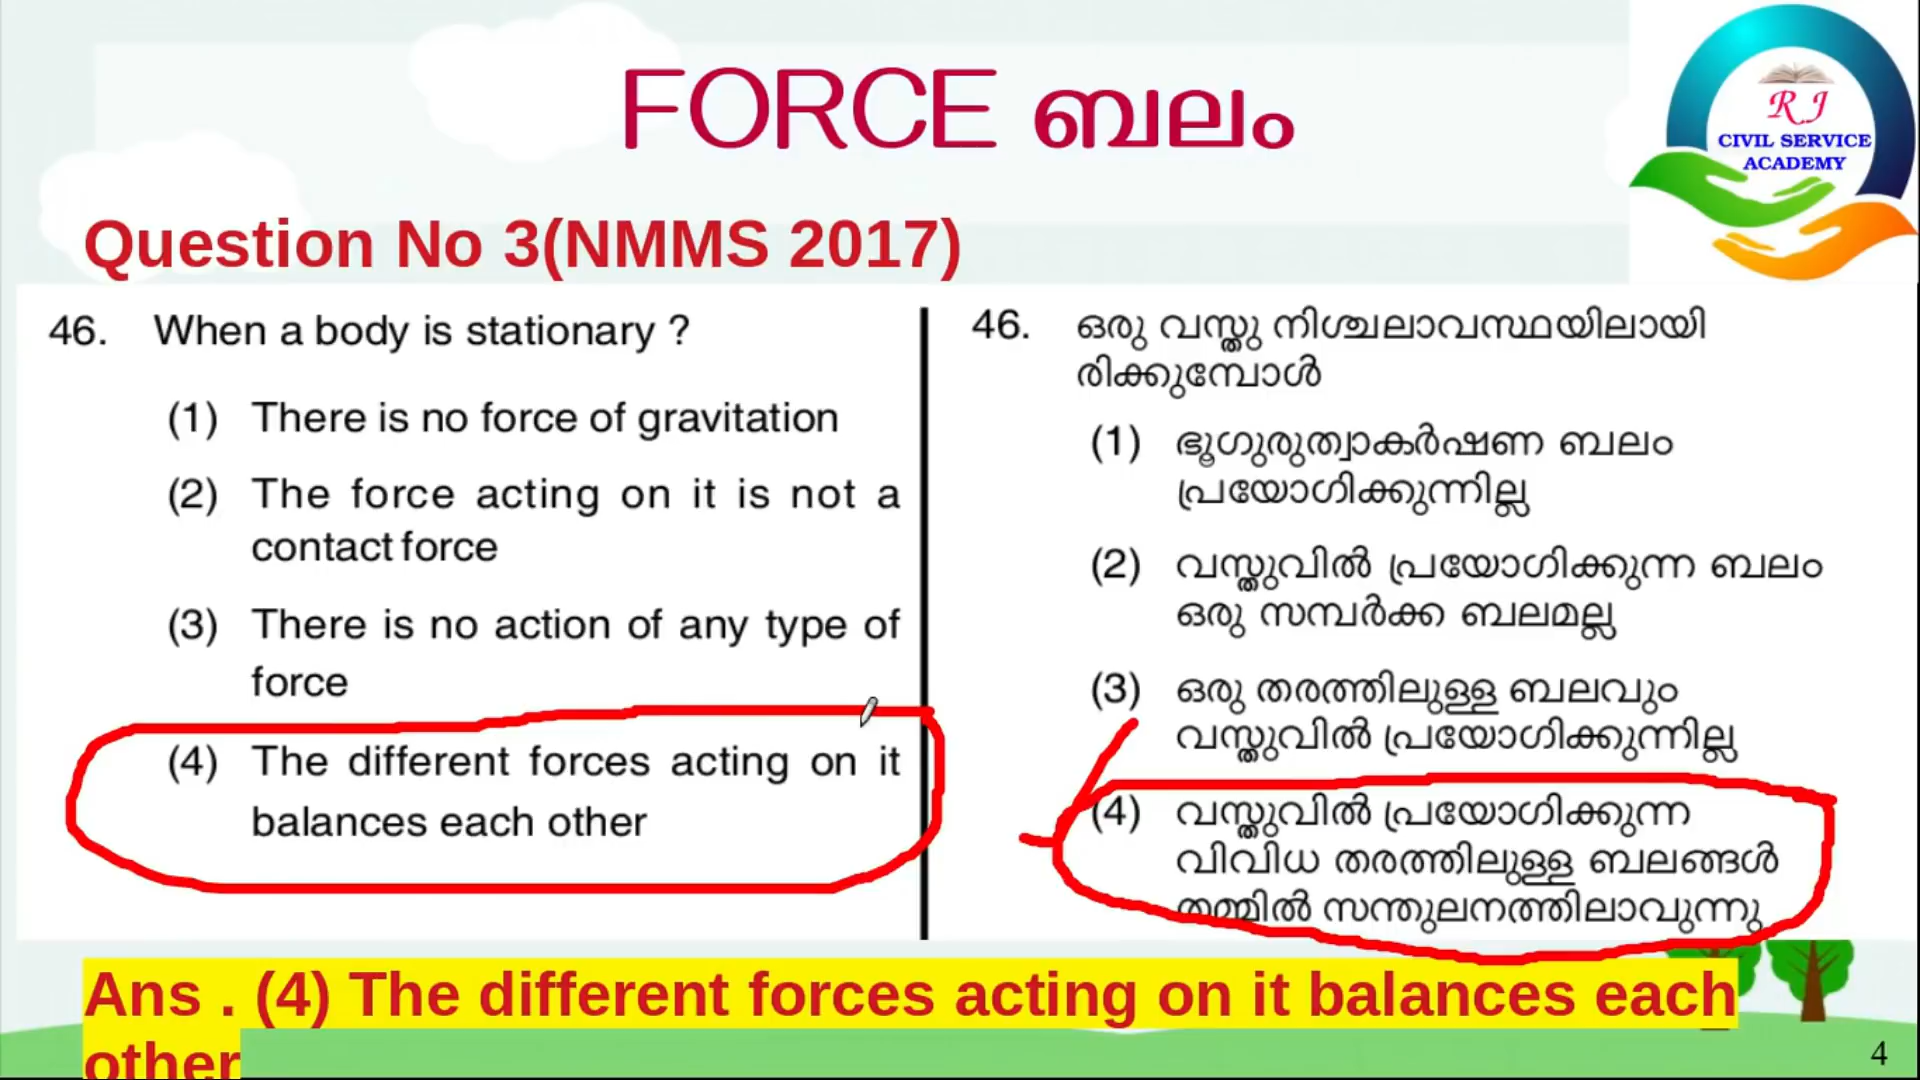 FORCE ബലം
R J
CIVIL SERVICE
ACADEMY
Question No 3(NMMS 2017)
46. When a body is stationary ?
(1) There is no force of gravitation
(2) The force acting on it is not a
contact force
(3) There is no action of any type of
force
(4) The different forces acting on it
balances each other
46. ഒരു വസ്തു നിശ്ചലാവസ്ഥയിലായി
രിക്കുമ്പോൾ
(1) ഭൂഗുരുത്വാകർഷണ ബലം
പ്രയോഗിക്കുന്നില്ല
(2) വസ്തുവിൽ പ്രയോഗിക്കുന്ന ബലം
ഒരു സമ്പർക്ക ബലമല്ല
(3) ഒരു തരത്തിലുള്ള ബലവും
വസ്തുവിൽ പ്രയോഗിക്കുന്നില്ല
(4) വസ്തുവിൽ പ്രയോഗിക്കുന്ന
വിവിധ തരത്തിലുള്ള ബലങ്ങൾ
തമ്മിൽ സന്തുലനത്തിലാവുന്നു
Ans . (4) The different forces acting on it balances each
other
4